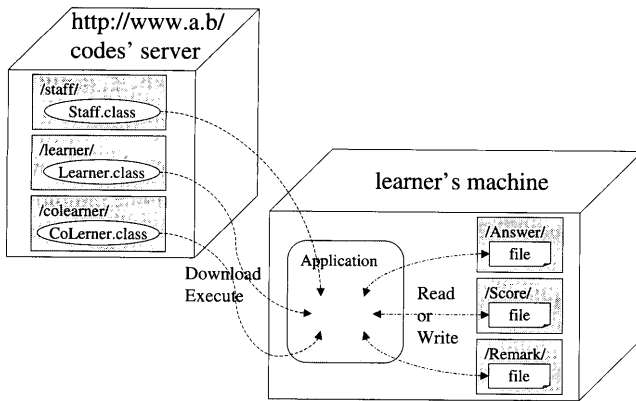 http://www.a.b/
codes' server
/staff/
Staff.class
/learner/
Learner.class
/colearner/
CoLerner.class
Download
Execute
learner's machine
Application
Read
or
Write
/Answer/
file
/Score/
file
/Remark/
file